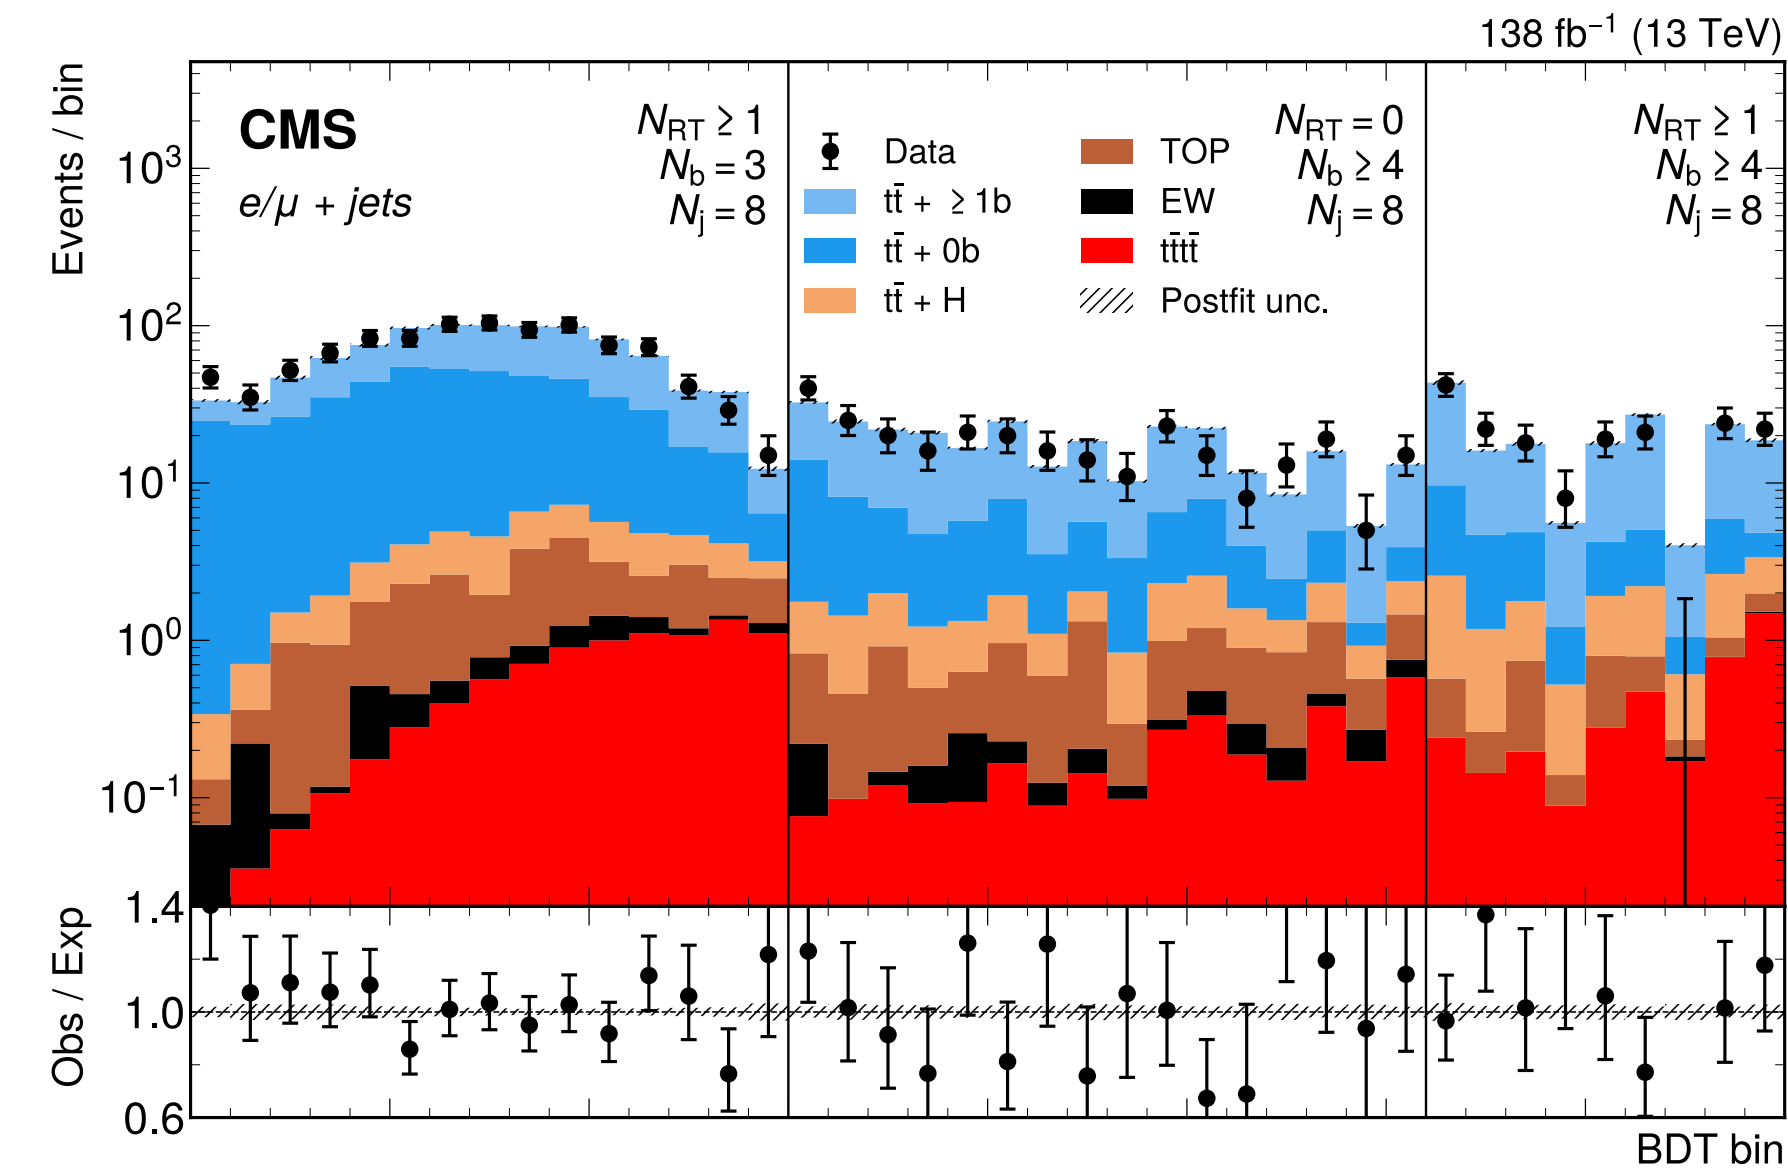 138 fb⁻¹ (13 TeV)
Events / bin
CMS
e/μ + jets
N_RT ≥ 1
N_b = 3
N_j = 8
Data
tt̄ + ≥ 1b
tt̄ + 0b
tt̄ + H
TOP
EW
tt̄tt̄
Postfit unc.
N_RT = 0
N_b ≥ 4
N_j = 8
N_RT ≥ 1
N_b ≥ 4
N_j = 8
10³
10²
10¹
10⁰
10⁻¹
Obs / Exp
1.4
1.0
0.6
BDT bin